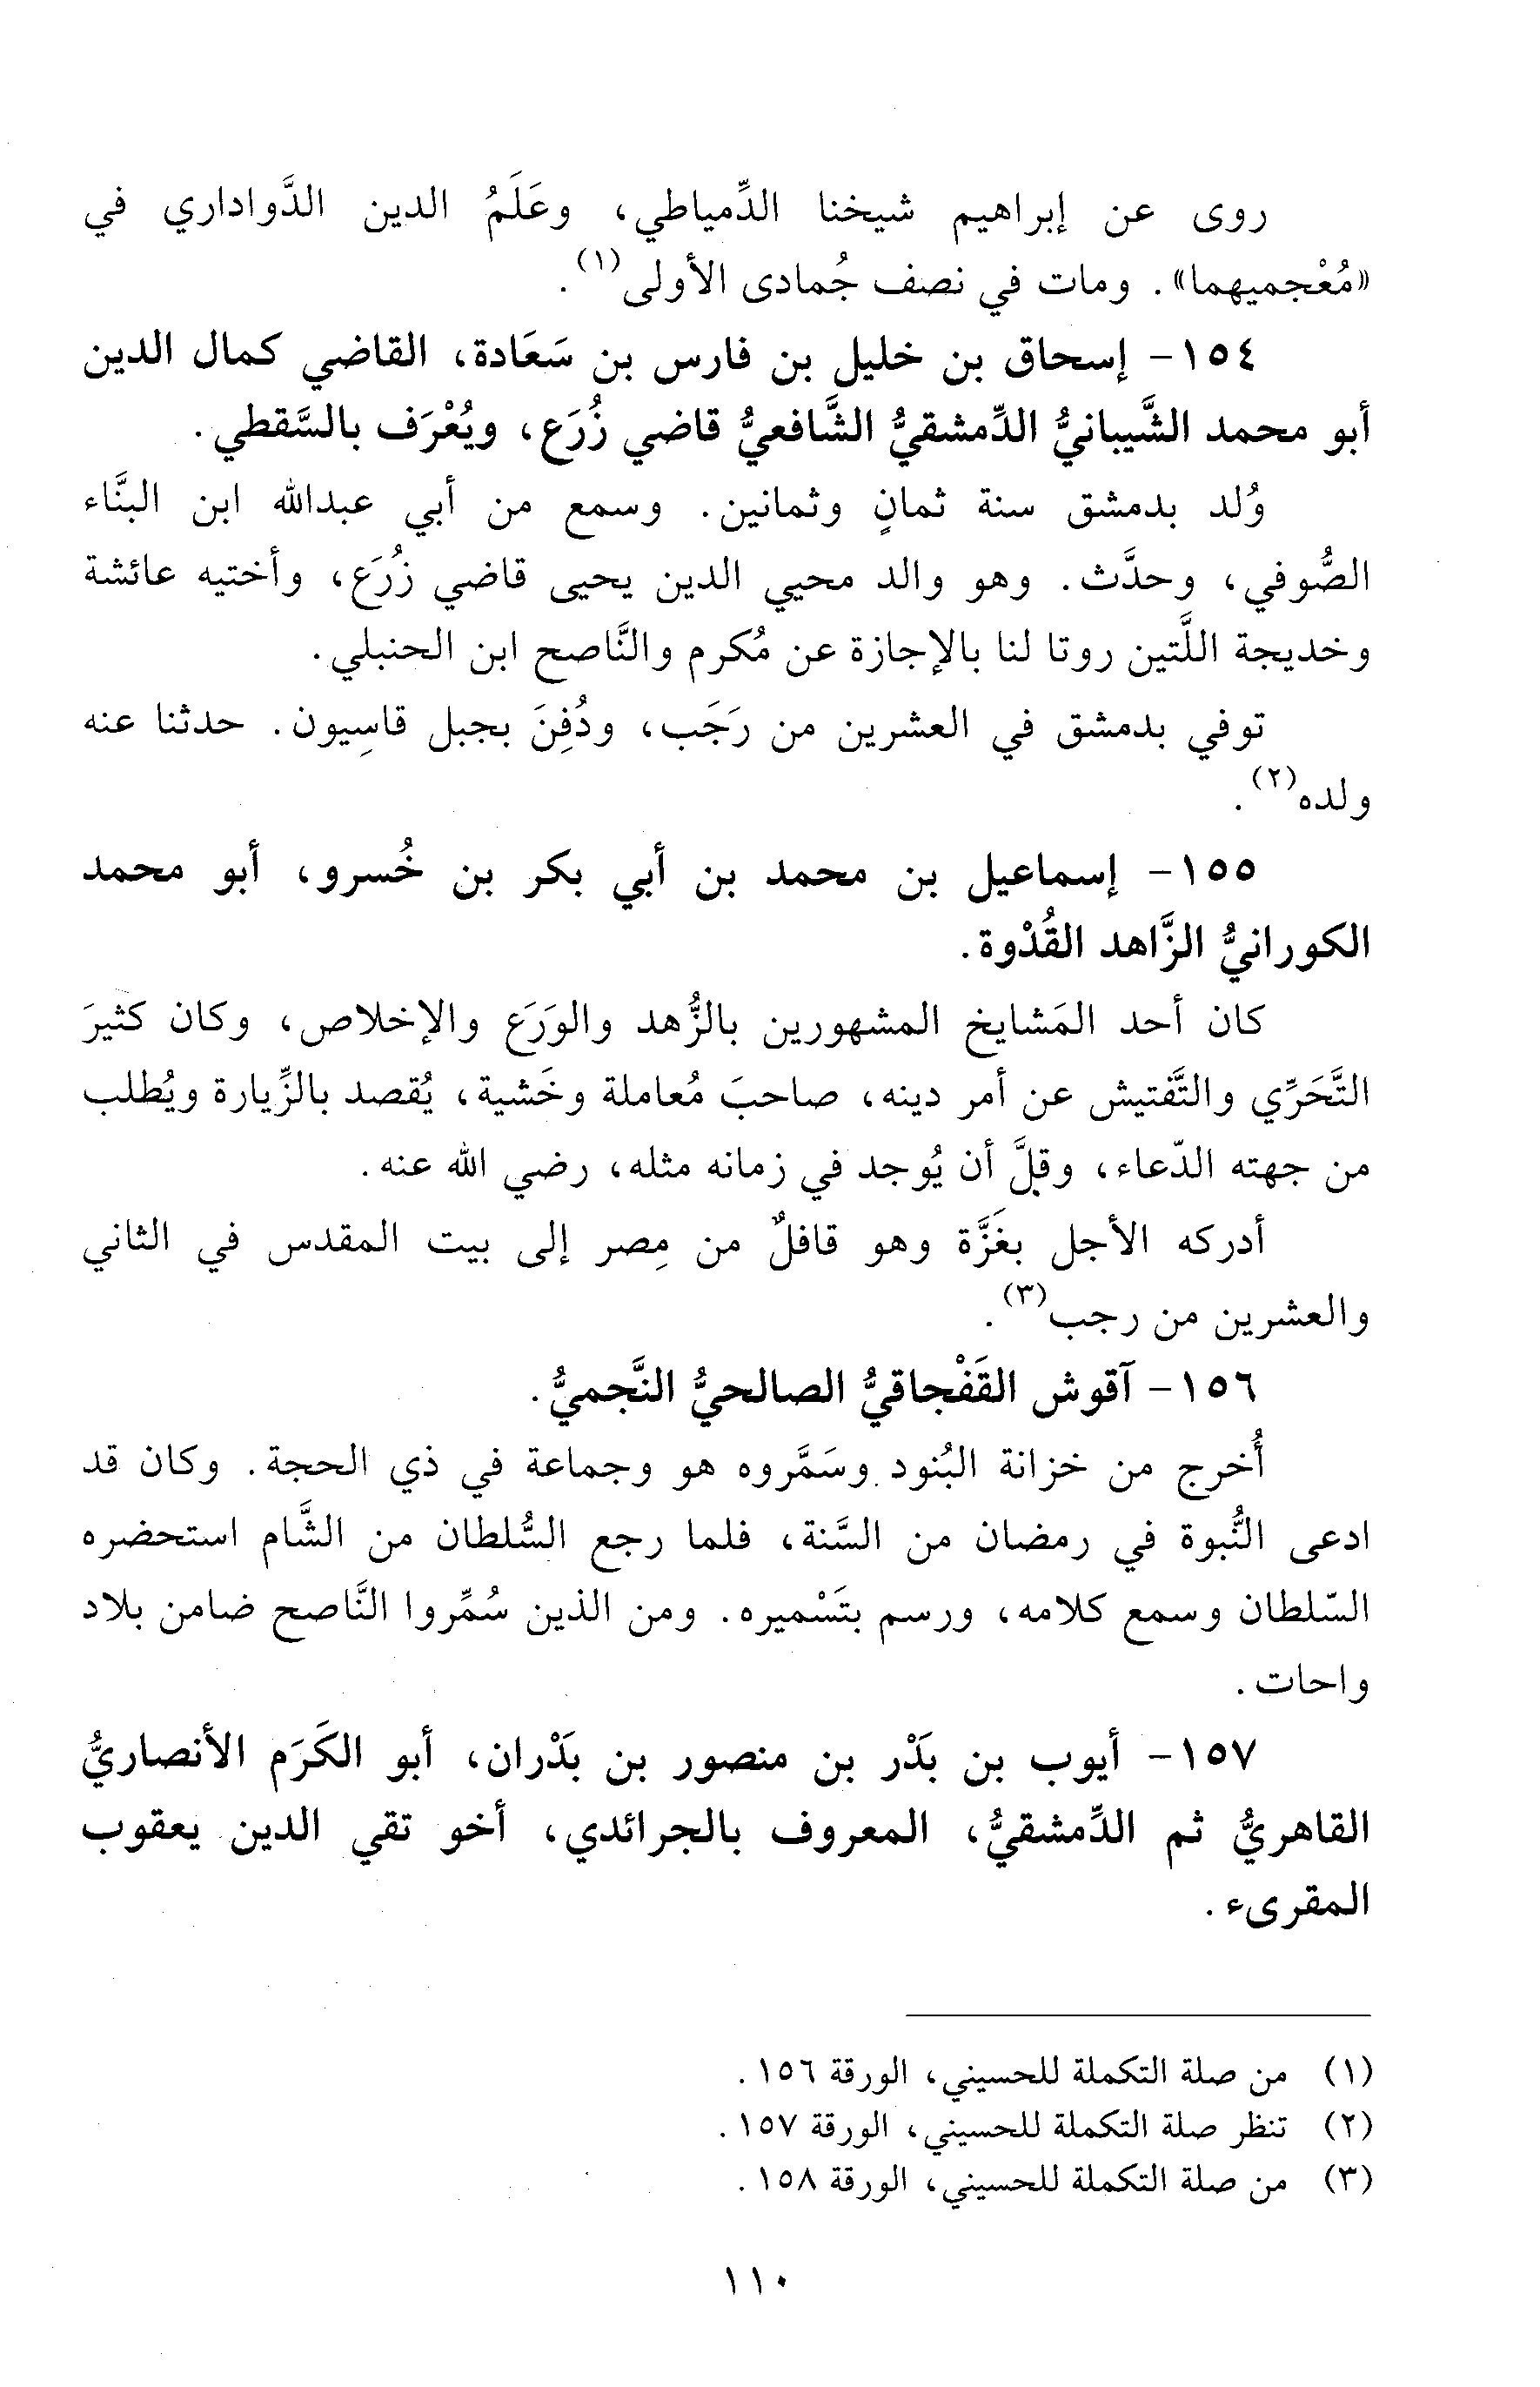 روى عن إبراهيم شيخنا الدِّمياطي، وعَلَمُ الدين الدَّواداري في
«مُعْجميهما». ومات في نصف جُمادى الأولى(١).
١٥٤- إسحاق بن خليل بن فارس بن سَعَادة، القاضي كمال الدين
أبو محمد الشَّيبانيُّ الدِّمشقيُّ الشَّافعيُّ قاضي زُرَع، ويُعْرَف بالسَّقطي.
وُلد بدمشق سنة ثمانٍ وثمانين. وسمع من أبي عبدالله ابن البنَّاء
الصُّوفي، وحدَّث. وهو والد محيي الدين يحيى قاضي زُرَع، وأختيه عائشة
وخديجة اللَّتين روتا لنا بالإجازة عن مُكرم والنَّاصح ابن الحنبلي.
توفي بدمشق في العشرين من رَجَب، ودُفِنَ بجبل قاسِيون. حدثنا عنه
ولده(٢).
١٥٥- إسماعيل بن محمد بن أبي بكر بن خُسرو، أبو محمد
الكورانيُّ الزَّاهد القُدْوة.
كان أحد المَشايخ المشهورين بالزُّهد والوَرَع والإخلاص، وكان كثيرَ
التَّحَرِّي والتَّفتيش عن أمر دينه، صاحبَ مُعاملة وخَشية، يُقصد بالزِّيارة ويُطلب
من جهته الدّعاء، وقلَّ أن يُوجد في زمانه مثله، رضي الله عنه.
أدركه الأجل بغَزَّة وهو قافلٌ من مِصر إلى بيت المقدس في الثاني
والعشرين من رجب(٣).
١٥٦- آقوش القَفْجاقيُّ الصالحيُّ النَّجميُّ.
أُخرج من خزانة البُنود وسَمَّروه هو وجماعة في ذي الحجة. وكان قد
ادعى النُّبوة في رمضان من السَّنة، فلما رجع السُّلطان من الشَّام استحضره
السّلطان وسمع كلامه، ورسم بتَسْميره. ومن الذين سُمِّروا النَّاصح ضامن بلاد
واحات.
١٥٧- أيوب بن بَدْر بن منصور بن بَدْران، أبو الكَرَم الأنصاريُّ
القاهريُّ ثم الدِّمشقيُّ، المعروف بالجرائدي، أخو تقي الدين يعقوب
المقرىء.
(١) من صلة التكملة للحسيني، الورقة ١٥٦.
(٢) تنظر صلة التكملة للحسيني، الورقة ١٥٧.
(٣) من صلة التكملة للحسيني، الورقة ١٥٨.
١١٠